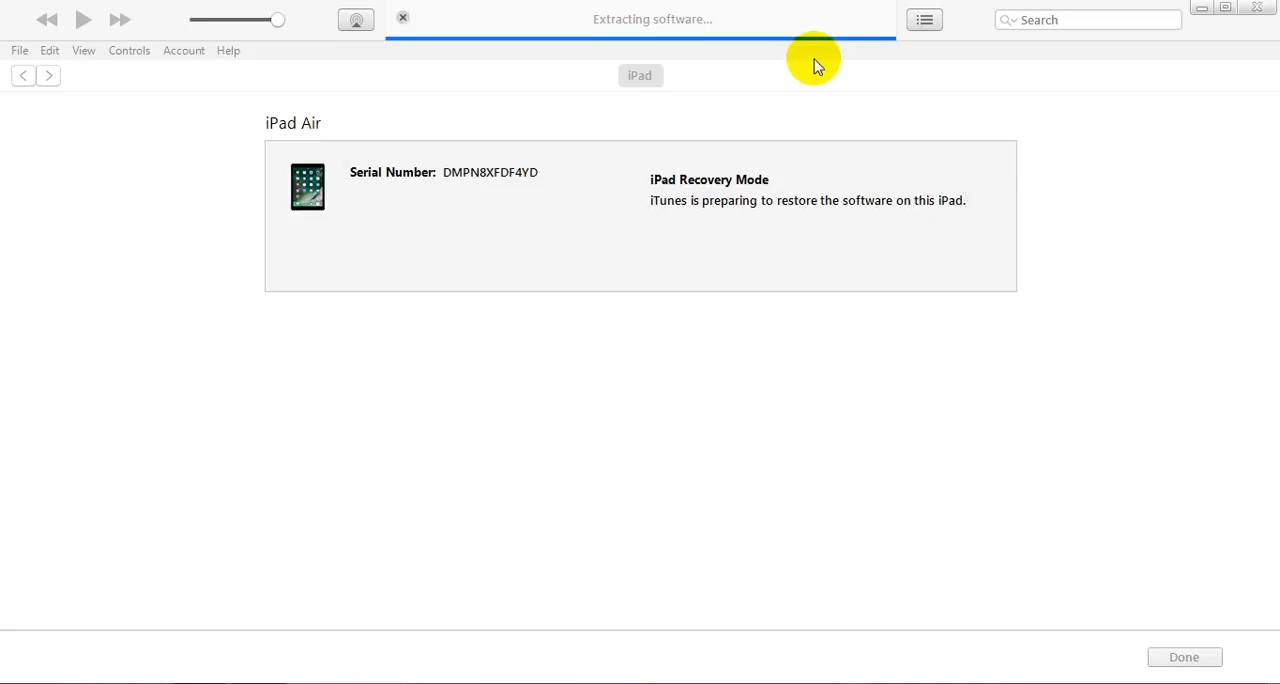 Extracting software...
Search
File Edit View Controls Account Help
iPad
iPad Air
Serial Number: DMPN8XFDF4YD
iPad Recovery Mode
iTunes is preparing to restore the software on this iPad.
Done